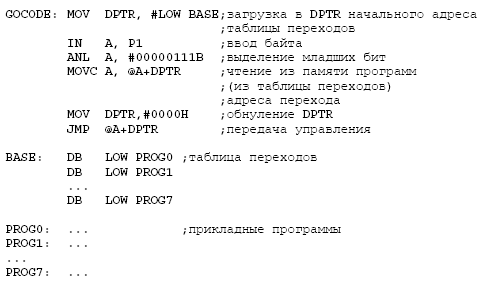 GOCODE: MOV DPTR, #LOW BASE;загрузка в DPTR начального адреса
;таблицы переходов
IN A, P1 ;ввод байта
ANL A, #00000111B ;выделение младших бит
MOVC A, @A+DPTR ;чтение из памяти программ
;(из таблицы переходов)
;адреса перехода
MOV DPTR,#0000H ;обнуление DPTR
JMP @A+DPTR ;передача управления
BASE: DB LOW PROG0 ;таблица переходов
DB LOW PROG1
...
DB LOW PROG7
PROG0: ... ;прикладные программы
PROG1: ...
...
PROG7: ...